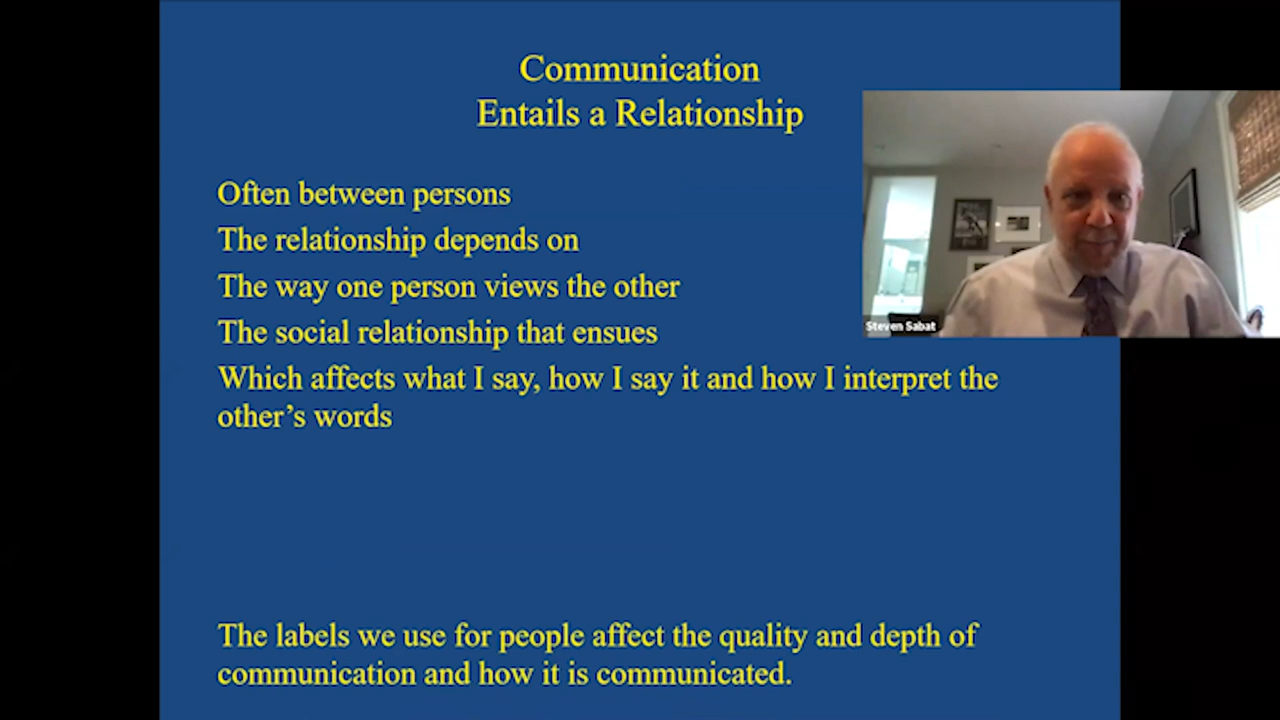 Communication
Entails a Relationship
Often between persons
The relationship depends on
The way one person views the other
The social relationship that ensues
Which affects what I say, how I say it and how I interpret the
other’s words
Steven Sabat
The labels we use for people affect the quality and depth of
communication and how it is communicated.